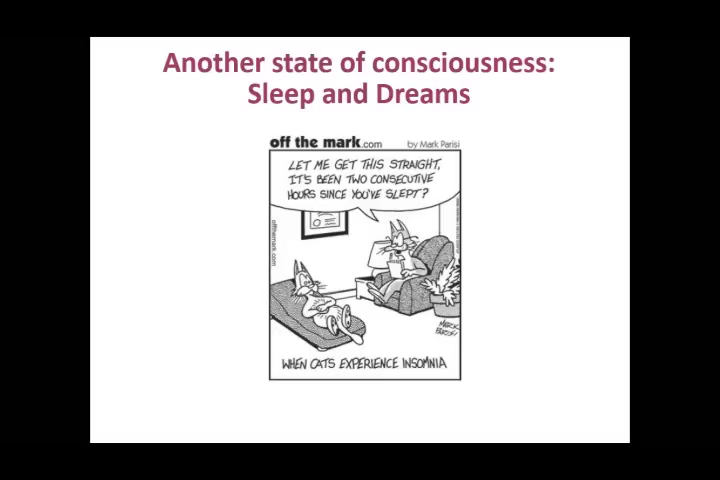 Another state of consciousness:
Sleep and Dreams
off the mark.com by Mark Parisi
LET ME GET THIS STRAIGHT,
IT'S BEEN TWO CONSECUTIVE
HOURS SINCE YOU'VE SLEPT?
offthemark.com
MARK
PARISI
WHEN CATS EXPERIENCE INSOMNIA